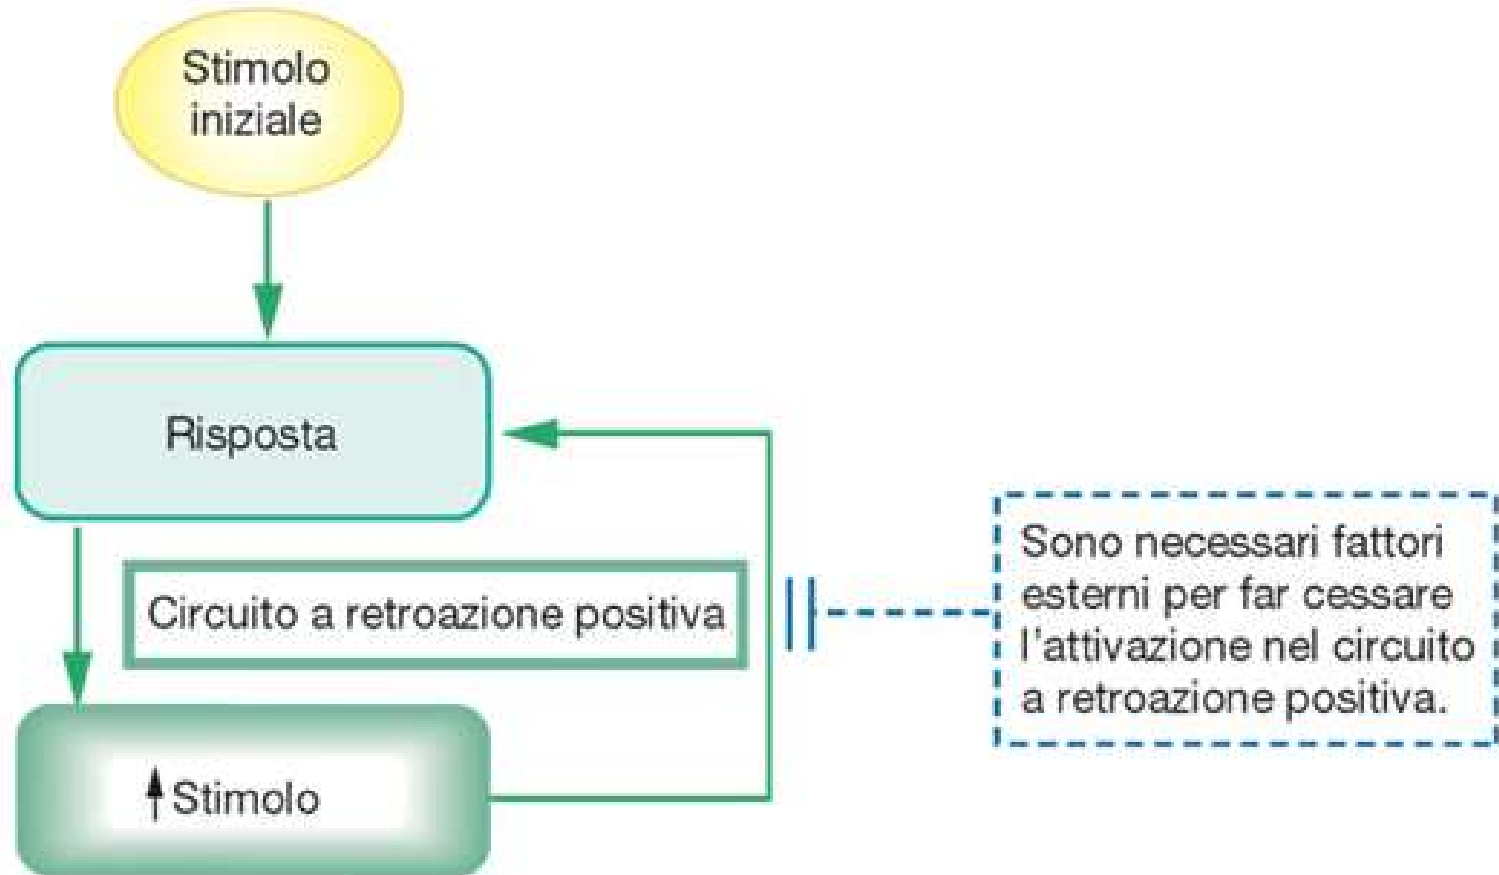 Stimolo
iniziale
Risposta
Circuito a retroazione positiva
Sono necessari fattori
esterni per far cessare
l'attivazione nel circuito
a retroazione positiva.
↑Stimolo